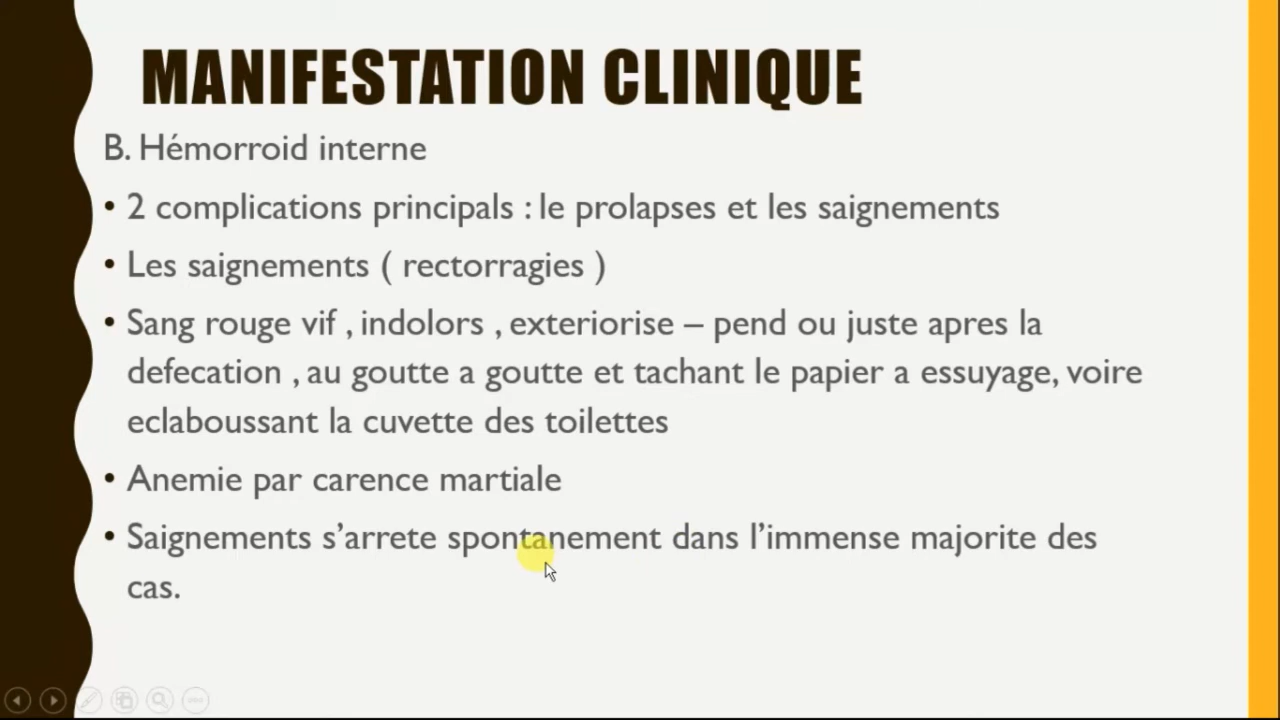 MANIFESTATION CLINIQUE
B. Hémorroid interne
• 2 complications principals : le prolapses et les saignements
• Les saignements ( rectorragies )
• Sang rouge vif , indolors , exteriorise – pend ou juste apres la
defecation , au goutte a goutte et tachant le papier a essuyage, voire
eclaboussant la cuvette des toilettes
• Anemie par carence martiale
• Saignements s’arrete spontanement dans l’immense majorite des
cas.